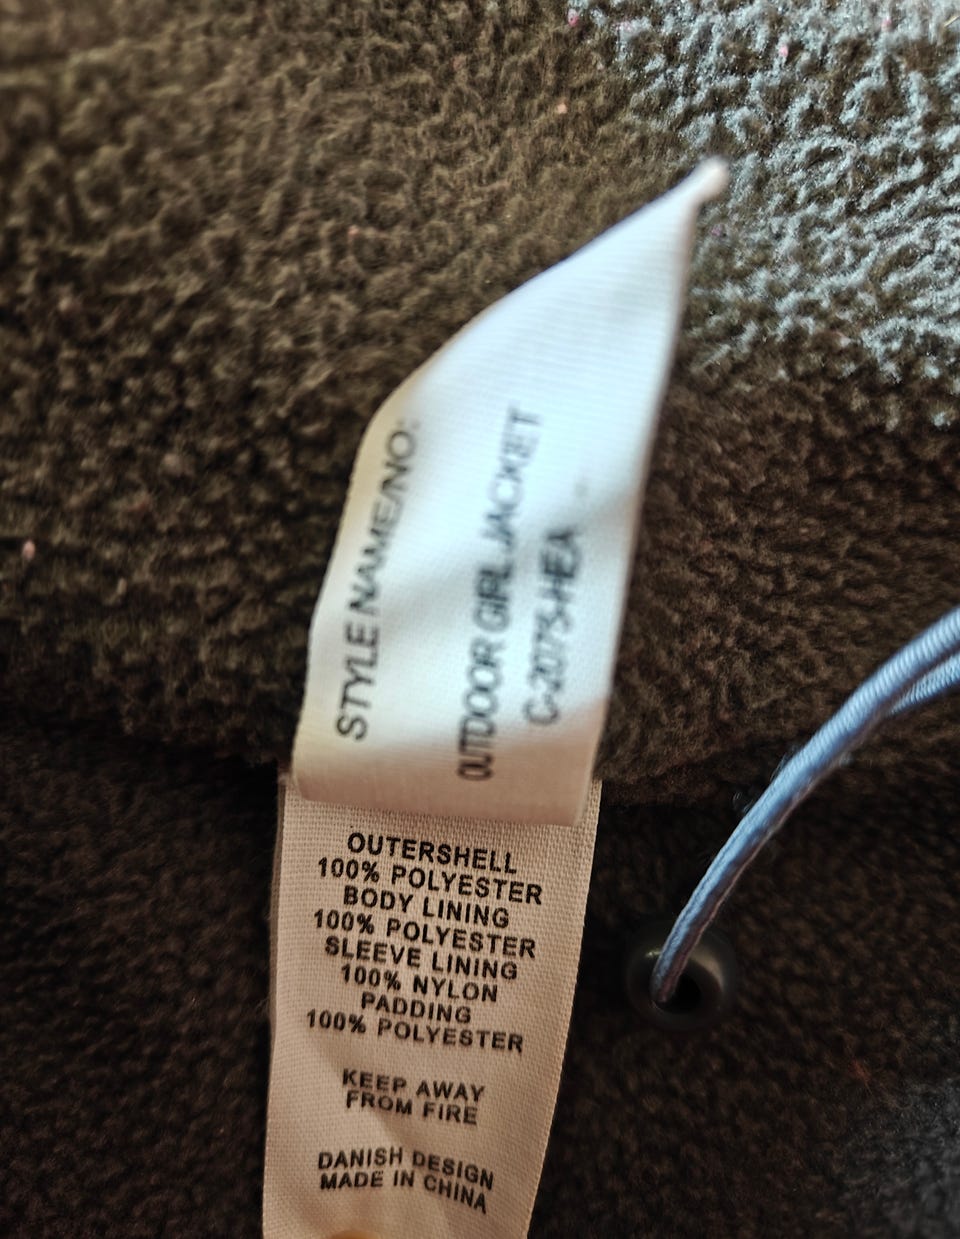 STYLE NAME/NO:
OUTDOOR GIRL JACKET
C-2075-HEA
OUTERSHELL
100% POLYESTER
BODY LINING
100% POLYESTER
SLEEVE LINING
100% NYLON
PADDING
100% POLYESTER
KEEP AWAY
FROM FIRE
DANISH DESIGN
MADE IN CHINA